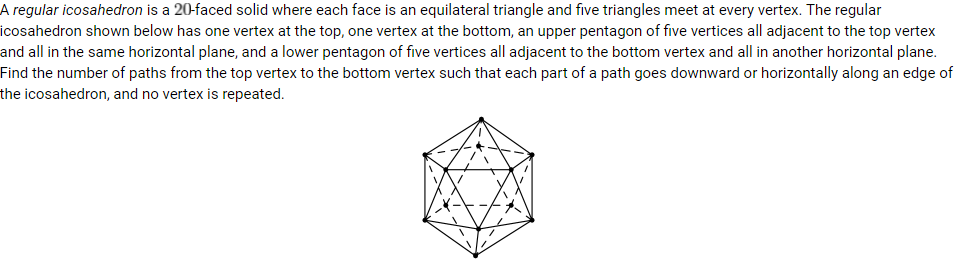 A regular icosahedron is a 20-faced solid where each face is an equilateral triangle and five triangles meet at every vertex. The regular
icosahedron shown below has one vertex at the top, one vertex at the bottom, an upper pentagon of five vertices all adjacent to the top vertex
and all in the same horizontal plane, and a lower pentagon of five vertices all adjacent to the bottom vertex and all in another horizontal plane.
Find the number of paths from the top vertex to the bottom vertex such that each part of a path goes downward or horizontally along an edge of
the icosahedron, and no vertex is repeated.